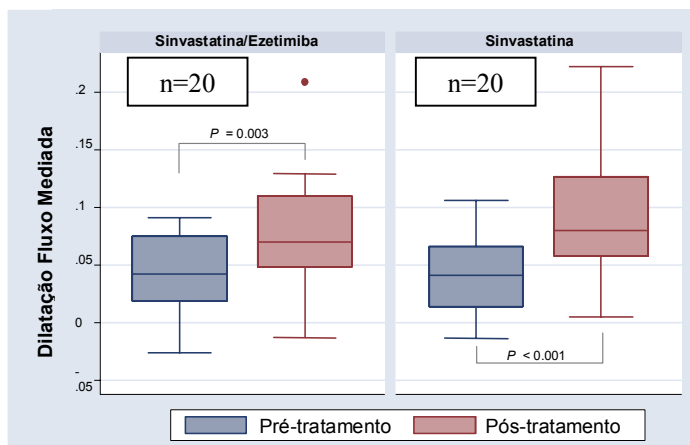 Sinvastatina/Ezetimiba
Sinvastatina
n=20
n=20
Dilatação Fluxo Mediada
.2
.15
.1
.05
0
-
.05
P = 0.003
P < 0.001
Pré-tratamento
Pós-tratamento